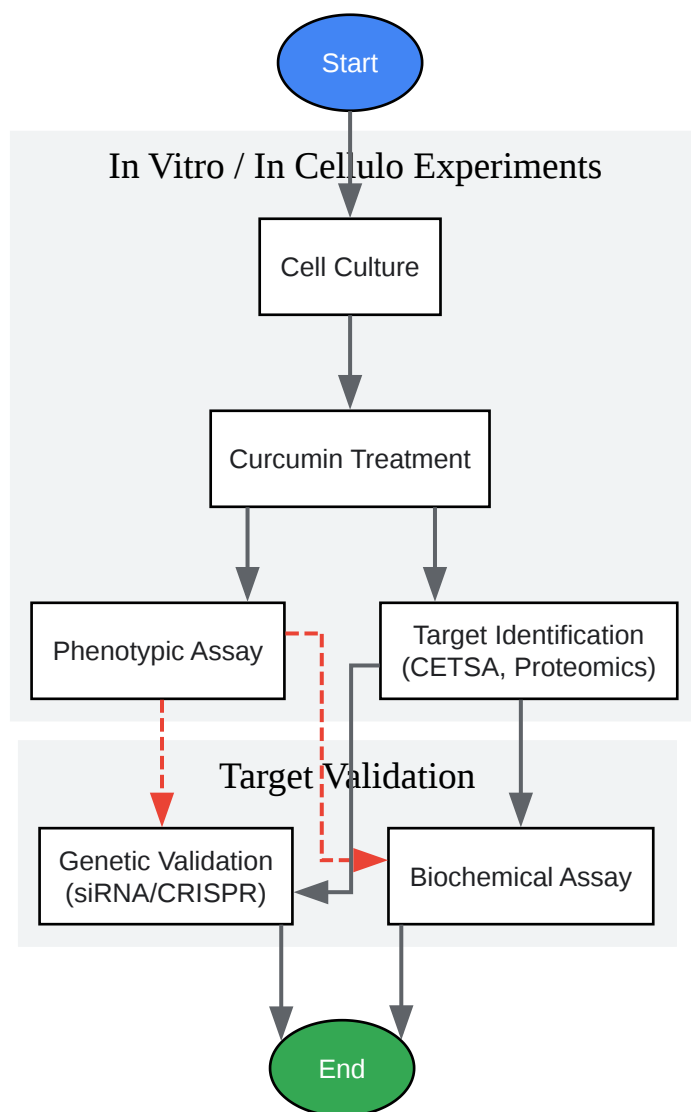 Start
In Vitro / In Cellulo Experiments
Cell Culture
Curcumin Treatment
Phenotypic Assay
Target Identification
(CETSA, Proteomics)
Target Validation
Genetic Validation
(siRNA/CRISPR)
Biochemical Assay
End